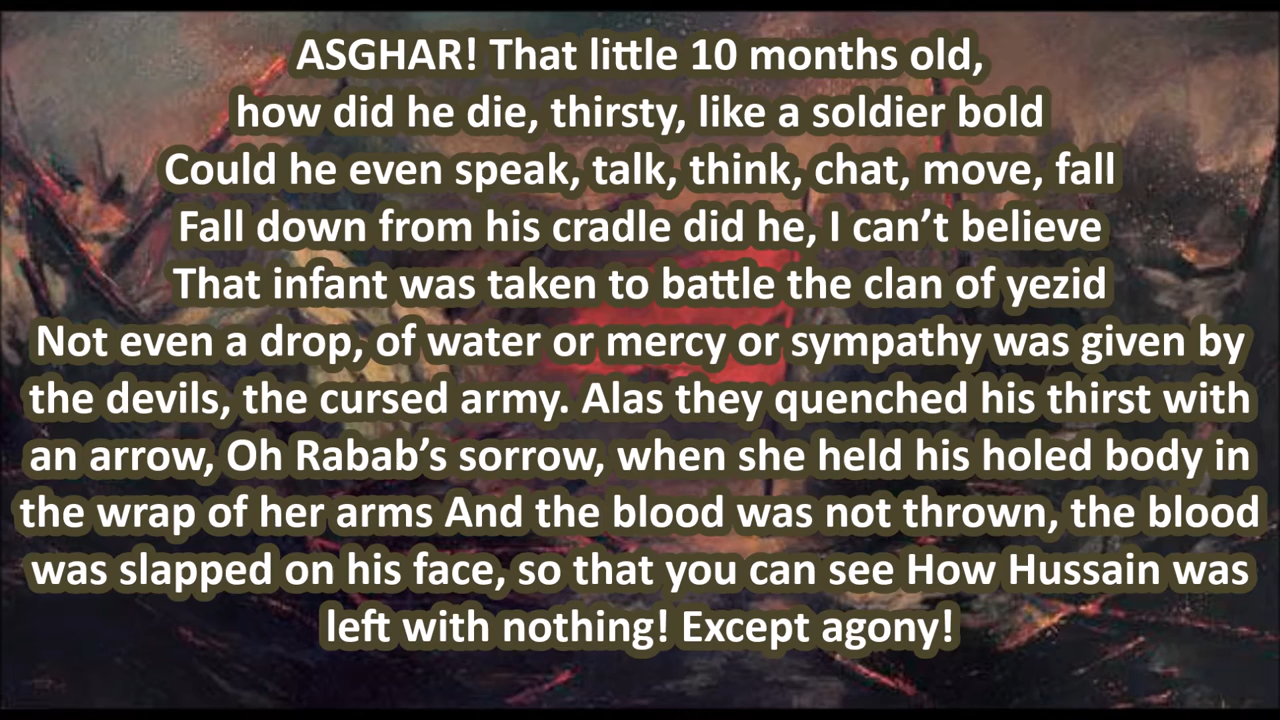 ASGHAR! That little 10 months old,
how did he die, thirsty, like a soldier bold
Could he even speak, talk, think, chat, move, fall
Fall down from his cradle did he, I can’t believe
That infant was taken to battle the clan of yezid
Not even a drop, of water or mercy or sympathy was given by
the devils, the cursed army. Alas they quenched his thirst with
an arrow, Oh Rabab’s sorrow, when she held his holed body in
the wrap of her arms And the blood was not thrown, the blood
was slapped on his face, so that you can see How Hussain was
left with nothing! Except agony!